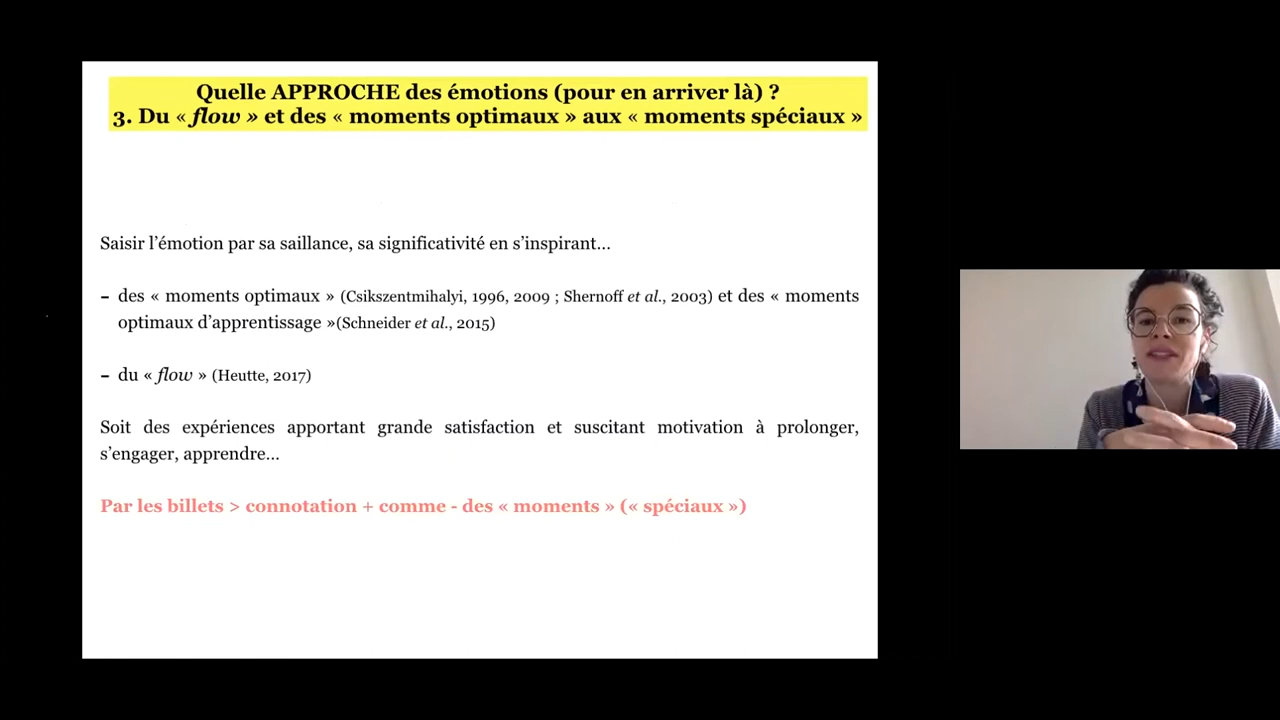 Quelle APPROCHE des émotions (pour en arriver là) ?
3. Du « flow » et des « moments optimaux » aux « moments spéciaux »
Saisir l’émotion par sa saillance, sa significativité en s’inspirant…
- des « moments optimaux » (Csikszentmihalyi, 1996, 2009 ; Shernoff et al., 2003) et des « moments
optimaux d’apprentissage »(Schneider et al., 2015)
- du « flow » (Heutte, 2017)
Soit des expériences apportant grande satisfaction et suscitant motivation à prolonger,
s’engager, apprendre…
Par les billets > connotation + comme - des « moments » (« spéciaux »)